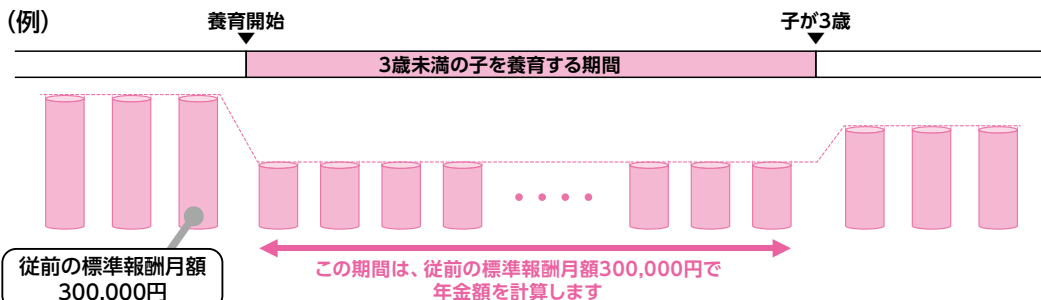 (例)
養育開始
子が3歳
3歳未満の子を養育する期間
従前の標準報酬月額
300,000円
この期間は、従前の標準報酬月額300,000円で
年金額を計算します